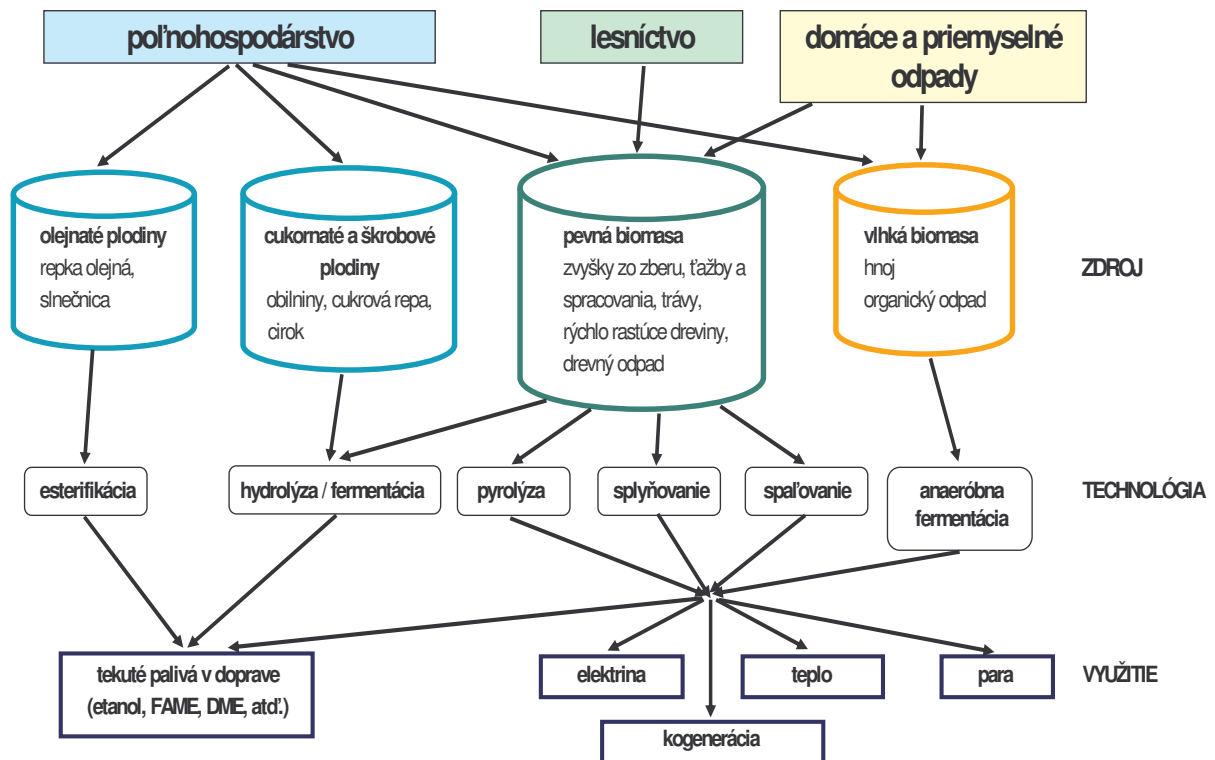 poľnohospodárstvo
lesníctvo
domáce a priemyselné
odpady
olejnaté plodiny
repka olejná,
slnečnica
cukornaté a škrobové
plodiny
obilniny, cukrová repa,
cirok
pevná biomasa
zvyšky zo zberu, ťažby a
spracovania, trávy,
rýchlo rastúce dreviny,
drevný odpad
vlhká biomasa
hnoj
organický odpad
ZDROJ
esterifikácia
hydrolýza / fermentácia
pyrolýza
splyňovanie
spaľovanie
anaeróbna
fermentácia
TECHNOLÓGIA
tekuté palivá v doprave
(etanol, FAME, DME, atď.)
elektrina
teplo
para
VYUŽITIE
kogenerácia